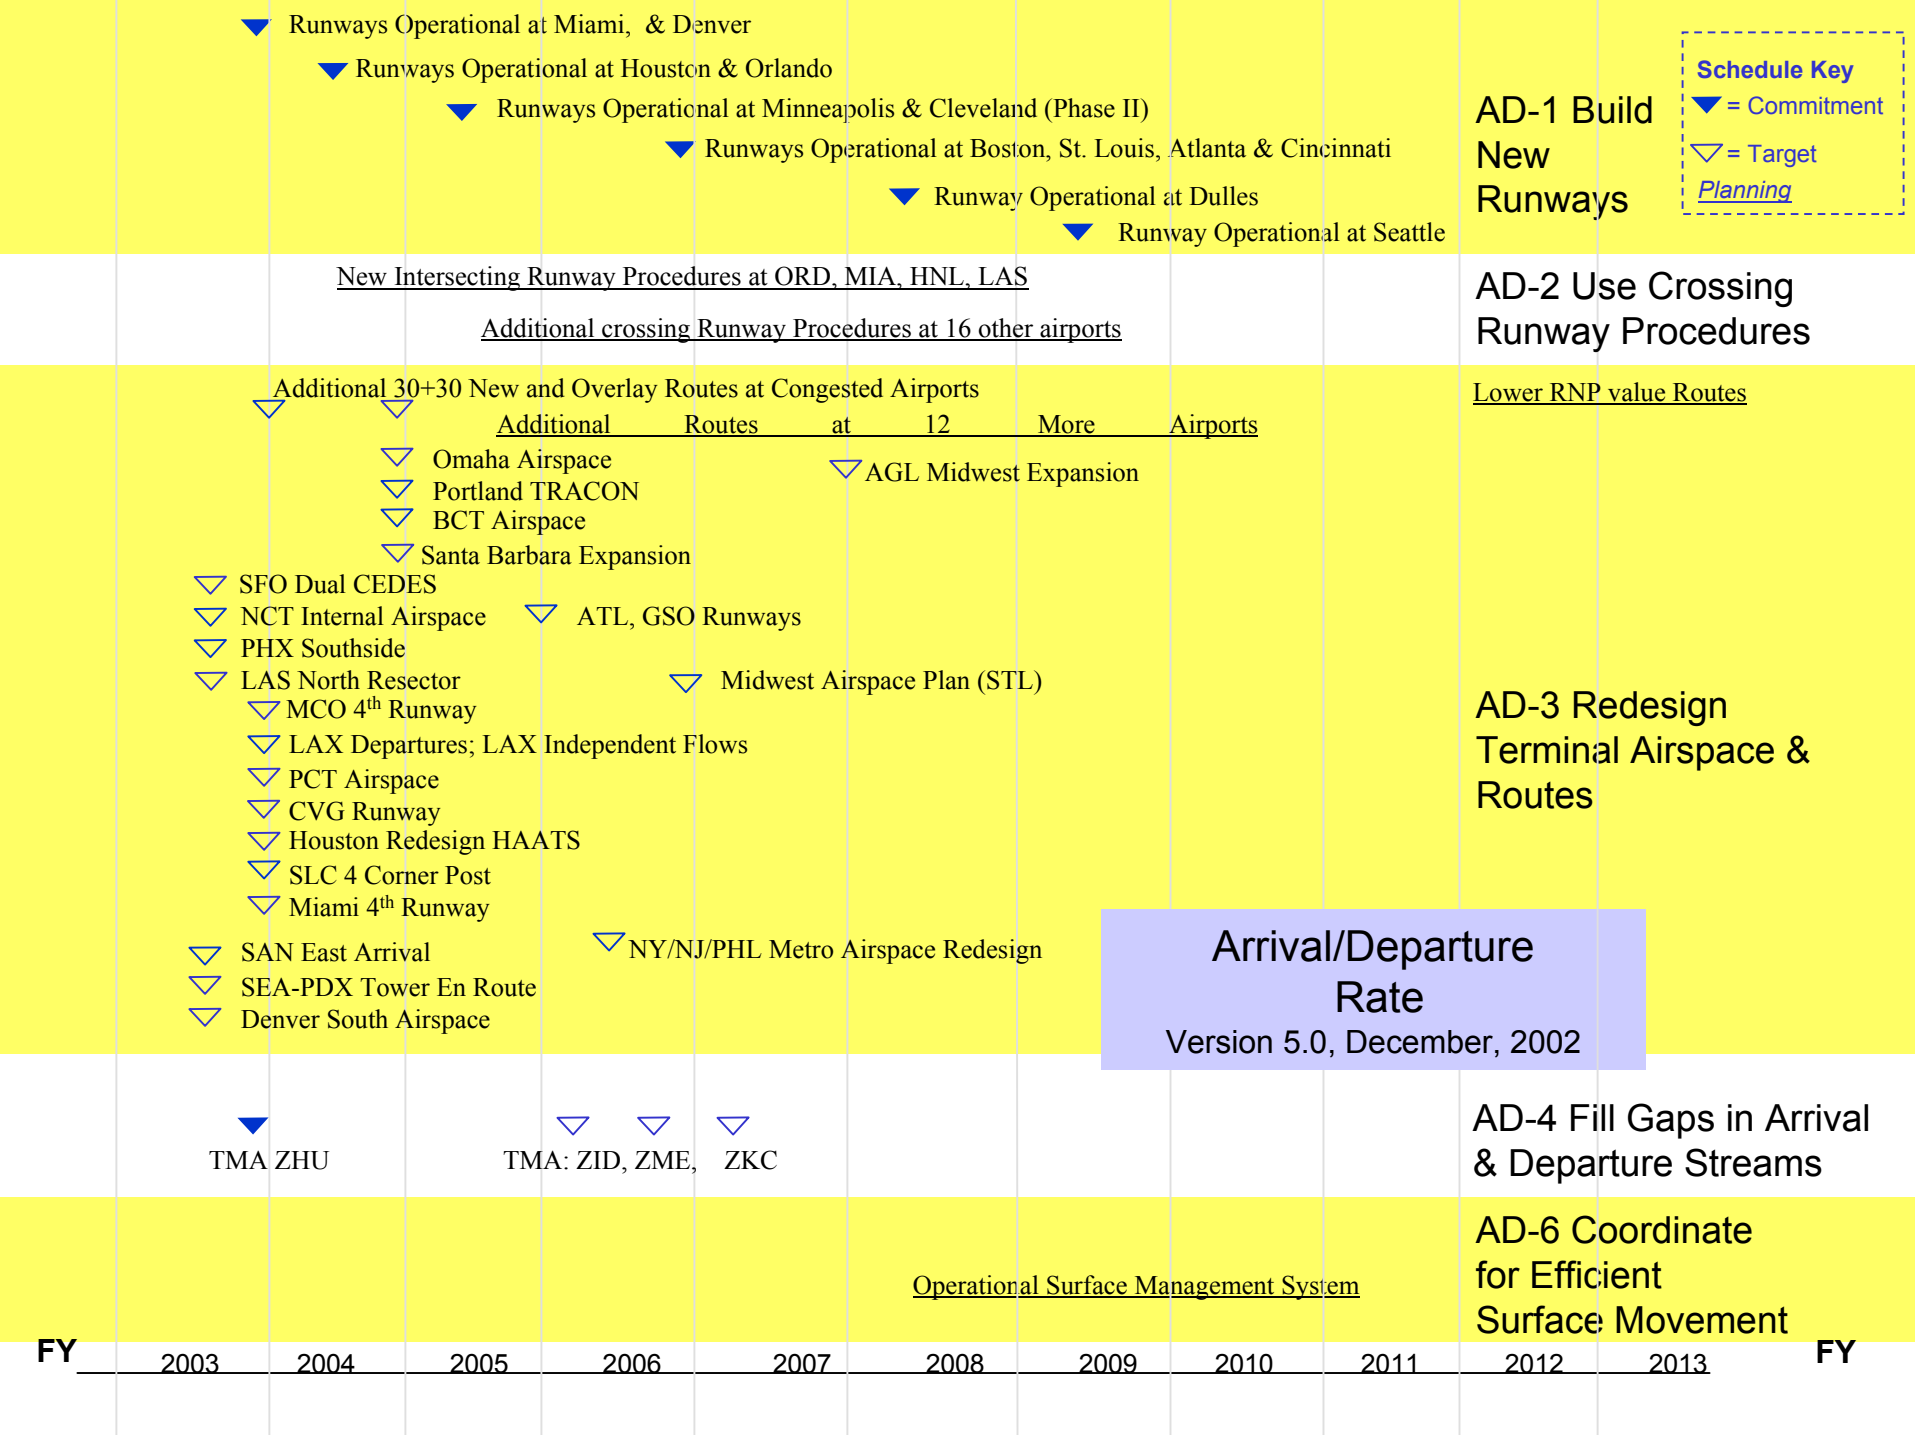 Runways Operational at Miami, & Denver
Runways Operational at Houston & Orlando
Runways Operational at Minneapolis & Cleveland (Phase II)
Runways Operational at Boston, St. Louis, Atlanta & Cincinnati
Runway Operational at Dulles
Runway Operational at Seattle
AD-1 Build
New
Runways
Schedule Key
= Commitment
= Target
Planning
New Intersecting Runway Procedures at ORD, MIA, HNL, LAS
Additional crossing Runway Procedures at 16 other airports
AD-2 Use Crossing
Runway Procedures
Additional 30+30 New and Overlay Routes at Congested Airports
Lower RNP value Routes
Additional Routes at 12 More Airports
Omaha Airspace
AGL Midwest Expansion
Portland TRACON
BCT Airspace
Santa Barbara Expansion
SFO Dual CEDES
NCT Internal Airspace
ATL, GSO Runways
PHX Southside
LAS North Resector
Midwest Airspace Plan (STL)
MCO 4th Runway
LAX Departures; LAX Independent Flows
PCT Airspace
CVG Runway
Houston Redesign HAATS
SLC 4 Corner Post
Miami 4th Runway
SAN East Arrival
NY/NJ/PHL Metro Airspace Redesign
SEA-PDX Tower En Route
Denver South Airspace
AD-3 Redesign
Terminal Airspace &
Routes
Arrival/Departure
Rate
Version 5.0, December, 2002
TMA ZHU
TMA: ZID, ZME, ZKC
AD-4 Fill Gaps in Arrival
& Departure Streams
Operational Surface Management System
AD-6 Coordinate
for Efficient
Surface Movement
FY 2003 2004 2005 2006 2007 2008 2009 2010 2011 2012 2013 FY